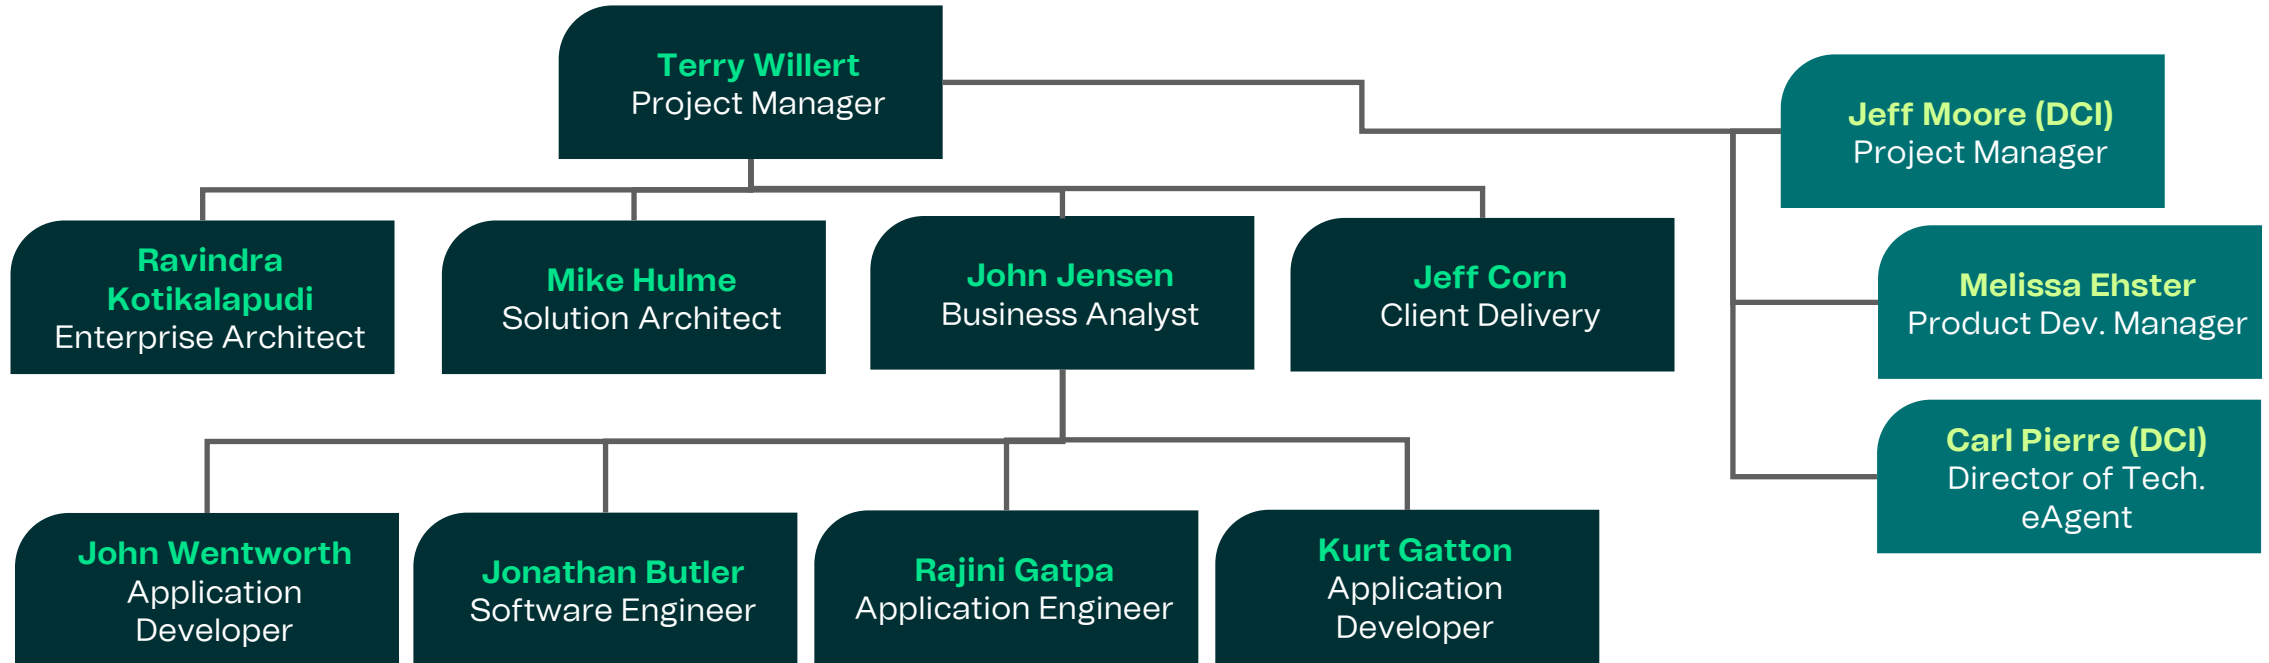 Terry Willert
Project Manager
Jeff Moore (DCI)
Project Manager
Ravindra
Kotikalapudi
Enterprise Architect
Mike Hulme
Solution Architect
John Jensen
Business Analyst
Jeff Corn
Client Delivery
Melissa Ehster
Product Dev. Manager
Carl Pierre (DCI)
Director of Tech.
eAgent
John Wentworth
Application
Developer
Jonathan Butler
Software Engineer
Rajini Gatpa
Application Engineer
Kurt Gatton
Application
Developer